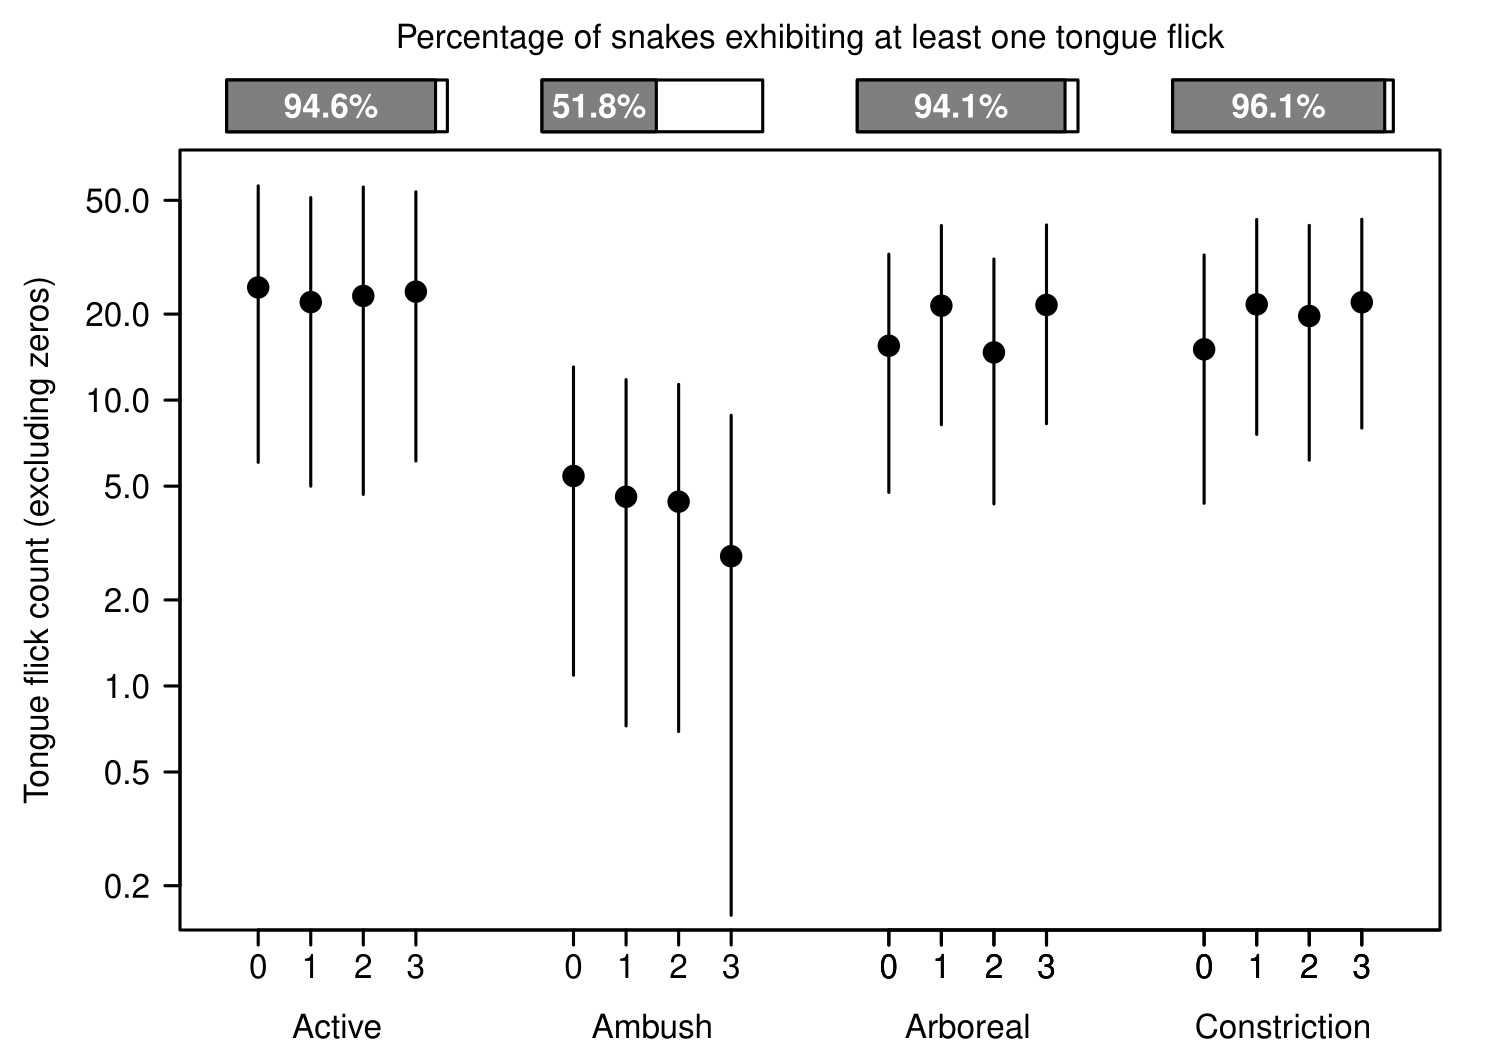 Percentage of snakes exhibiting at least one tongue flick
94.6% 51.8% 94.1% 96.1%
Tongue flick count (excluding zeros)
50.0
20.0
10.0
5.0
2.0
1.0
0.5
0.2
0 1 2 3 0 1 2 3 0 1 2 3 0 1 2 3
Active Ambush Arboreal Constriction